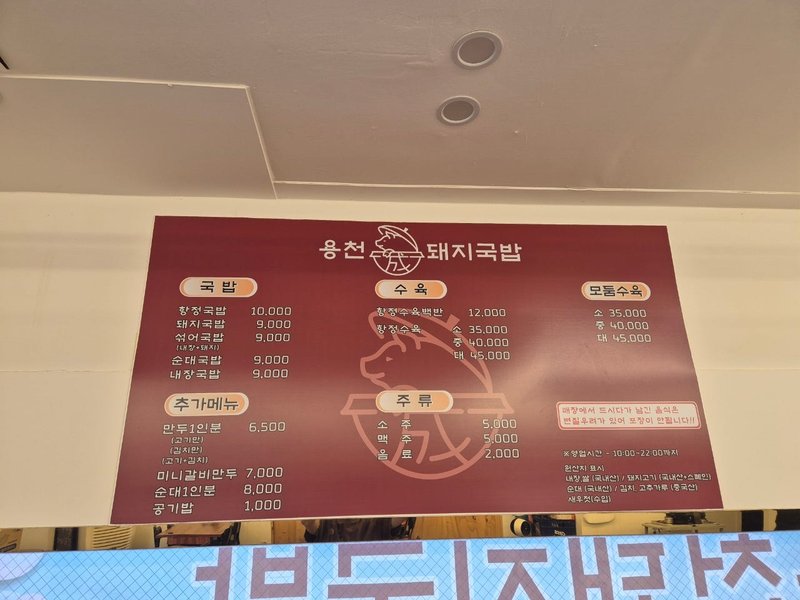 용천 돼지국밥
국밥
항정국밥 10,000
돼지국밥 9,000
섞어국밥 9,000
(내장+돼지)
순대국밥 9,000
내장국밥 9,000
수육
항정수육백반 12,000
항정수육 소 35,000
중 40,000
대 45,000
모둠수육
소 35,000
중 40,000
대 45,000
추가메뉴
만두1인분 6,500
(고기만)
(김치만)
(고기+김치)
미니갈비만두 7,000
순대1인분 8,000
공기밥 1,000
주류
소주 5,000
맥주 5,000
음료 2,000
매장에서 드시다가 남긴 음식은
변질우려가 있어 포장이 안됩니다!!
※영업시간 - 10:00~22:00까지
원산지 표시
내장,쌀 (국내산) / 돼지고기 (국내산+스페인)
순대 (국내산) / 김치, 고추가루 (중국산)
새우젓(수입)